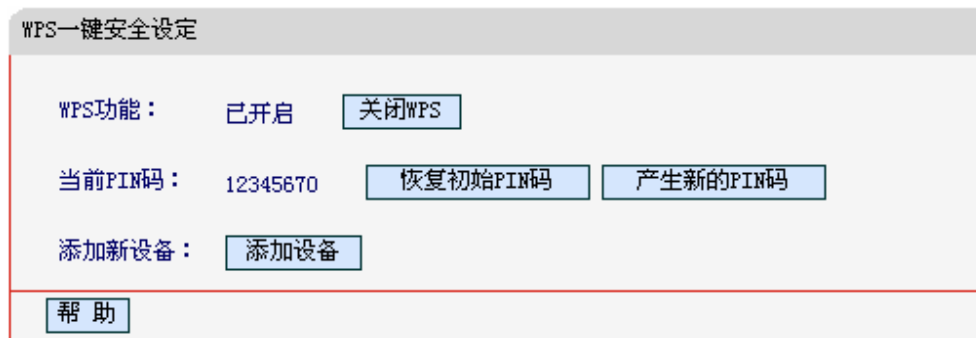 WPS一键安全设定
WPS功能： 已开启 关闭WPS
当前PIN码： 12345670 恢复初始PIN码 产生新的PIN码
添加新设备： 添加设备
帮 助